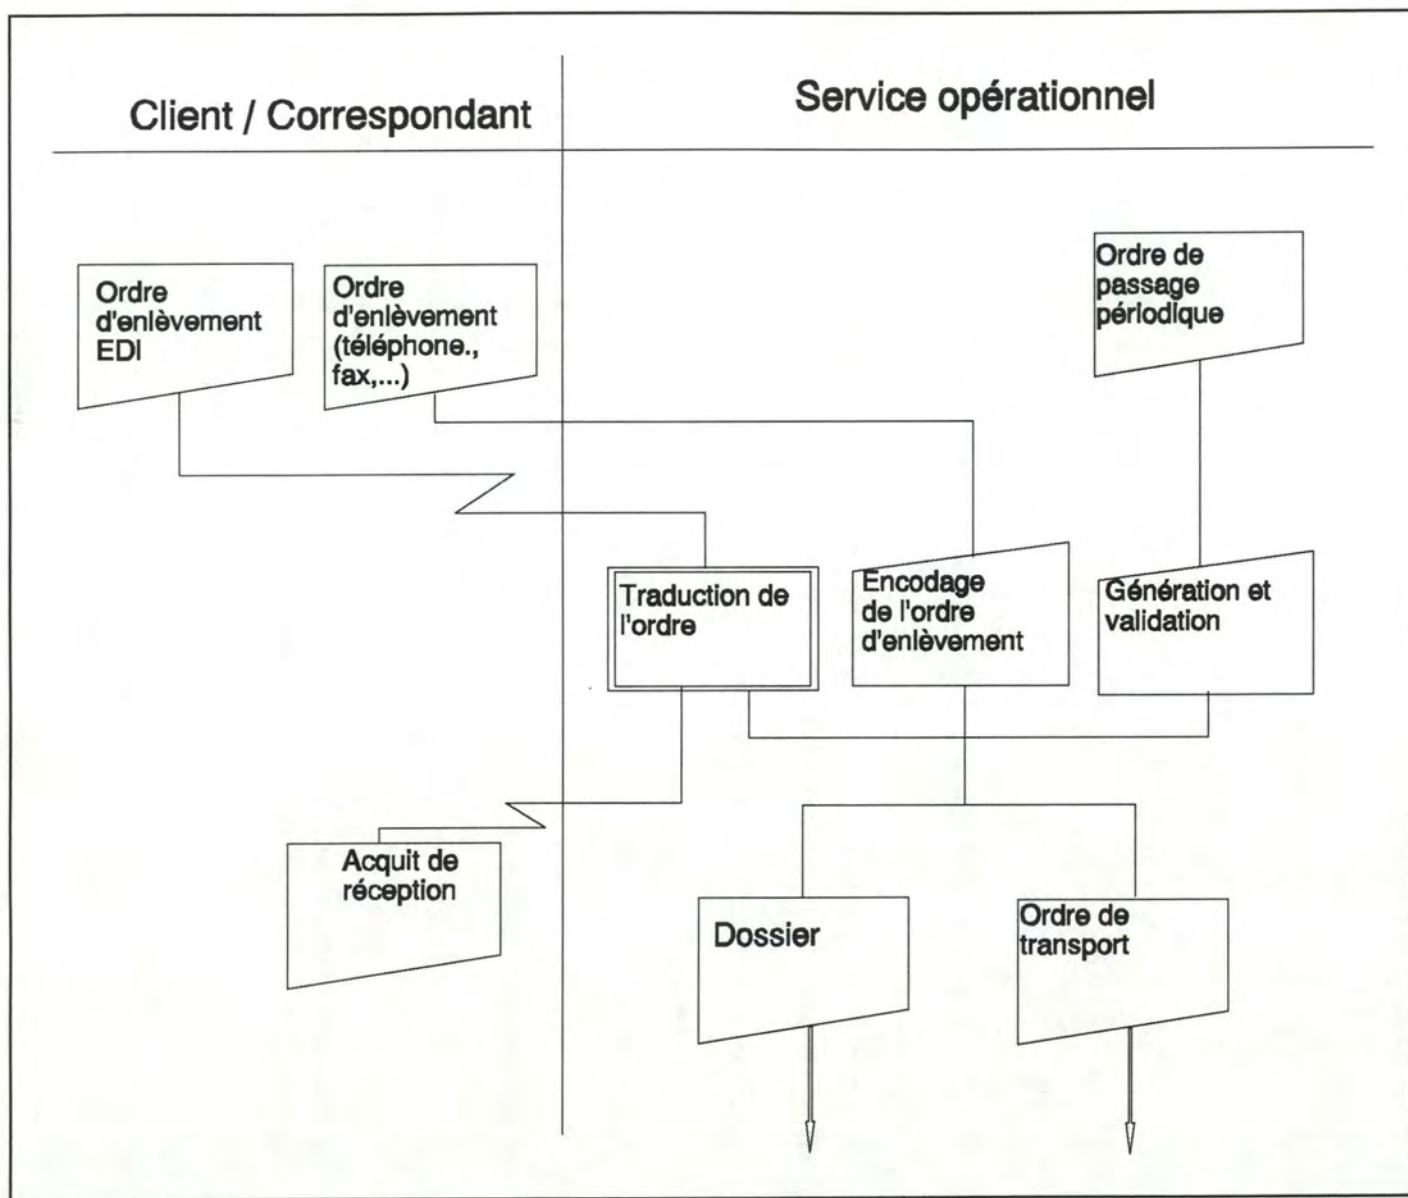 Client / Correspondant
Service opérationnel
Ordre
d'enlèvement
EDI
Ordre
d'enlèvement
(téléphone.,
fax,...)
Ordre de
passage
périodique
Traduction de
l'ordre
Encodage
de l'ordre
d'enlèvement
Génération et
validation
Acquit de
réception
Dossier
Ordre de
transport